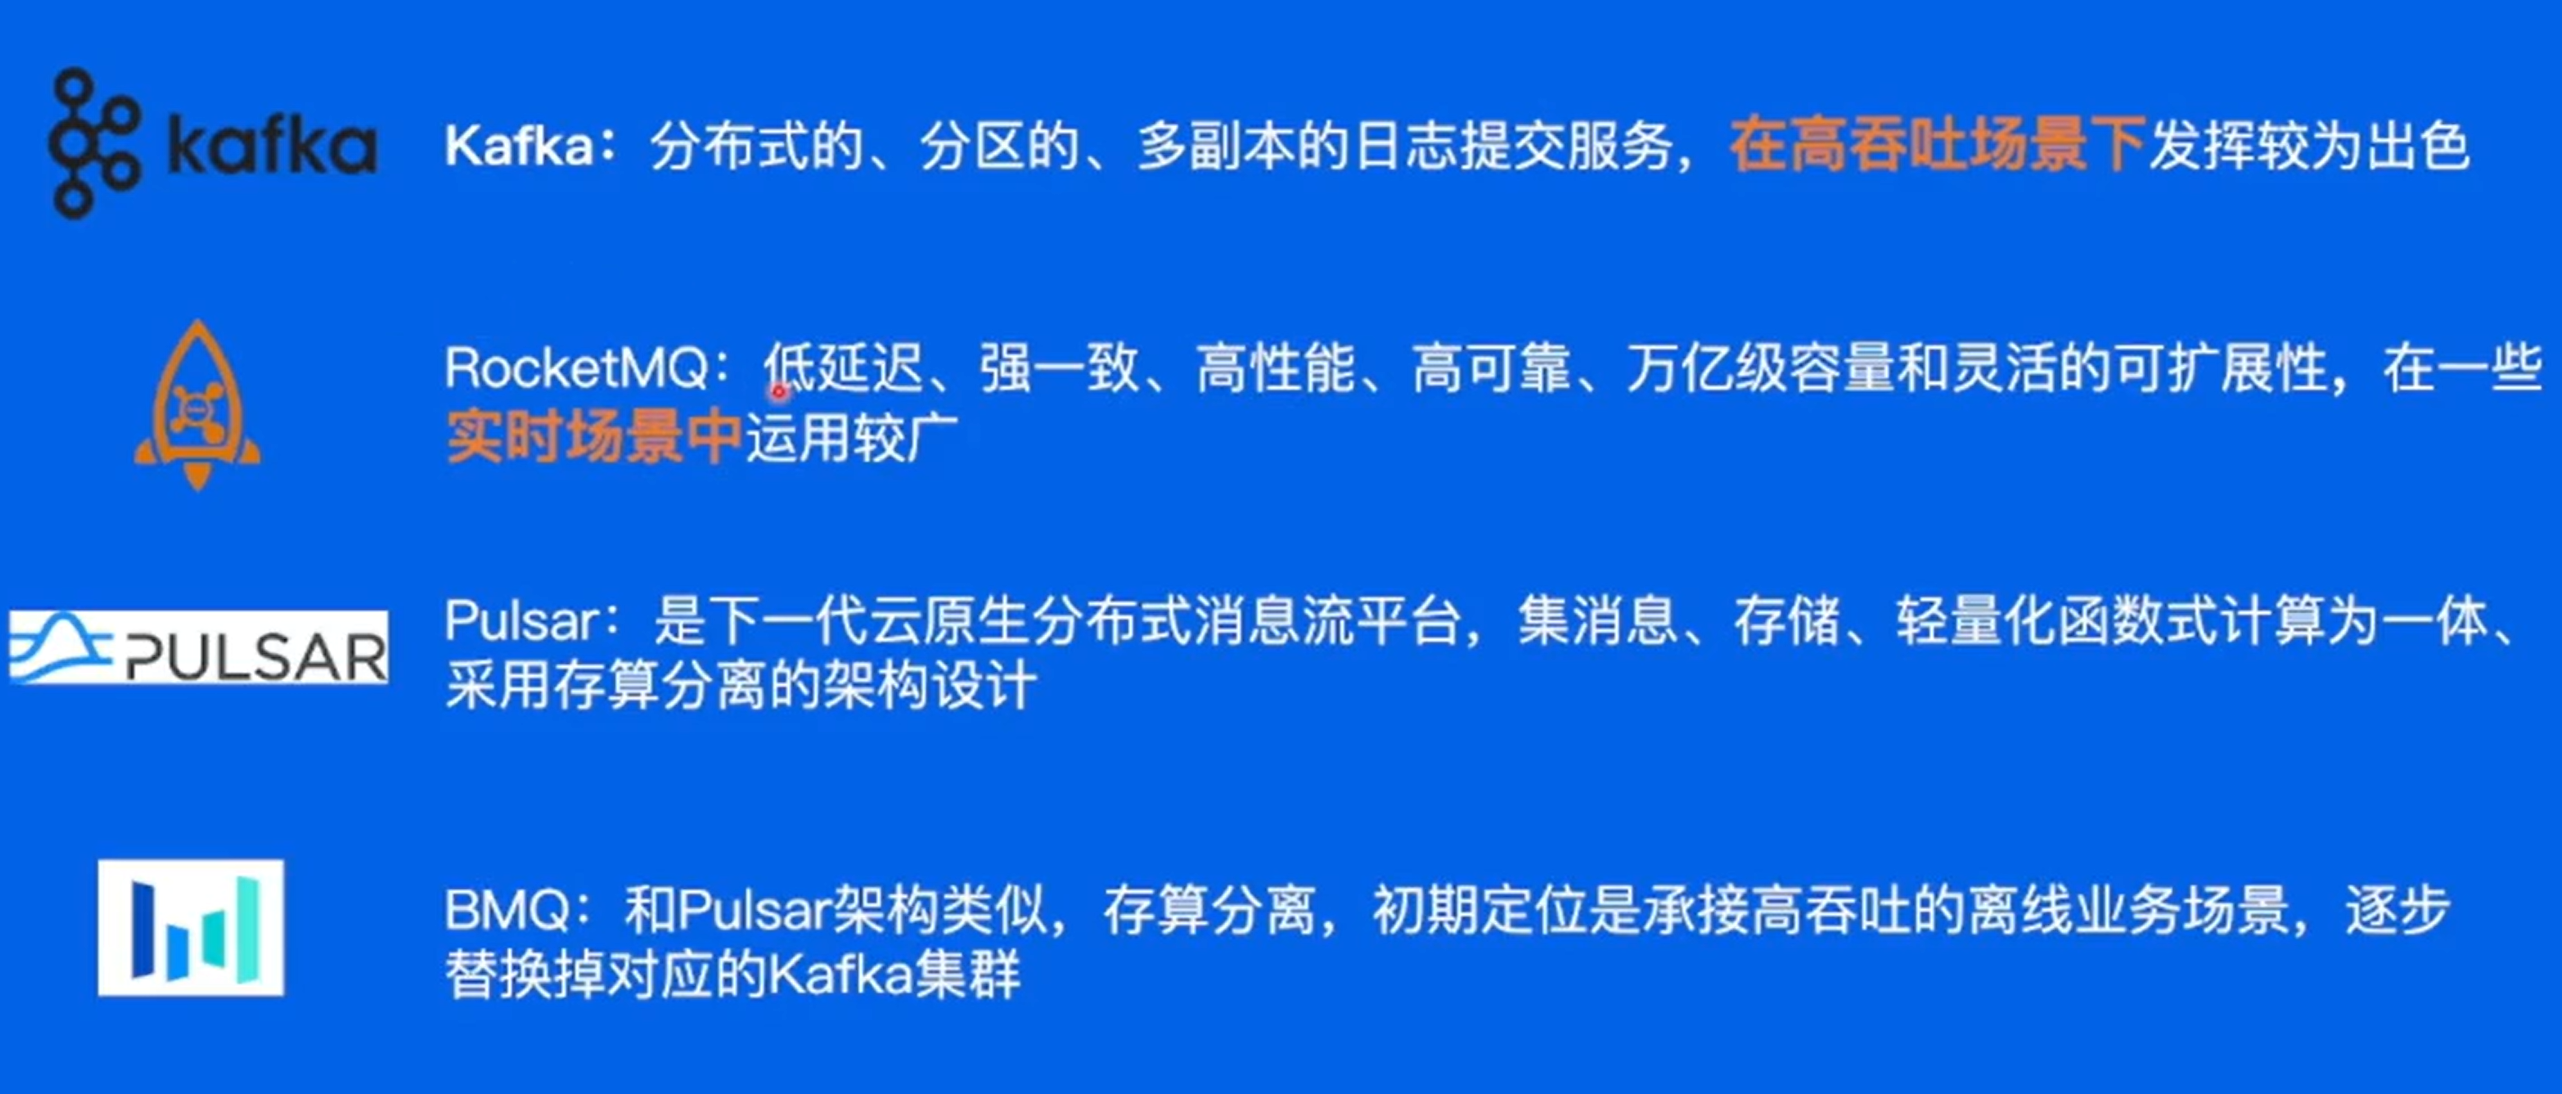 kafka
Kafka：分布式的、分区的、多副本的日志提交服务，在高吞吐场景下发挥较为出色
RocketMQ：低延迟、强一致、高性能、高可靠、万亿级容量和灵活的可扩展性，在一些
实时场景中运用较广
PULSAR
Pulsar：是下一代云原生分布式消息流平台，集消息、存储、轻量化函数式计算为一体、
采用存算分离的架构设计
BMQ：和Pulsar架构类似，存算分离，初期定位是承接高吞吐的离线业务场景，逐步
替换掉对应的Kafka集群